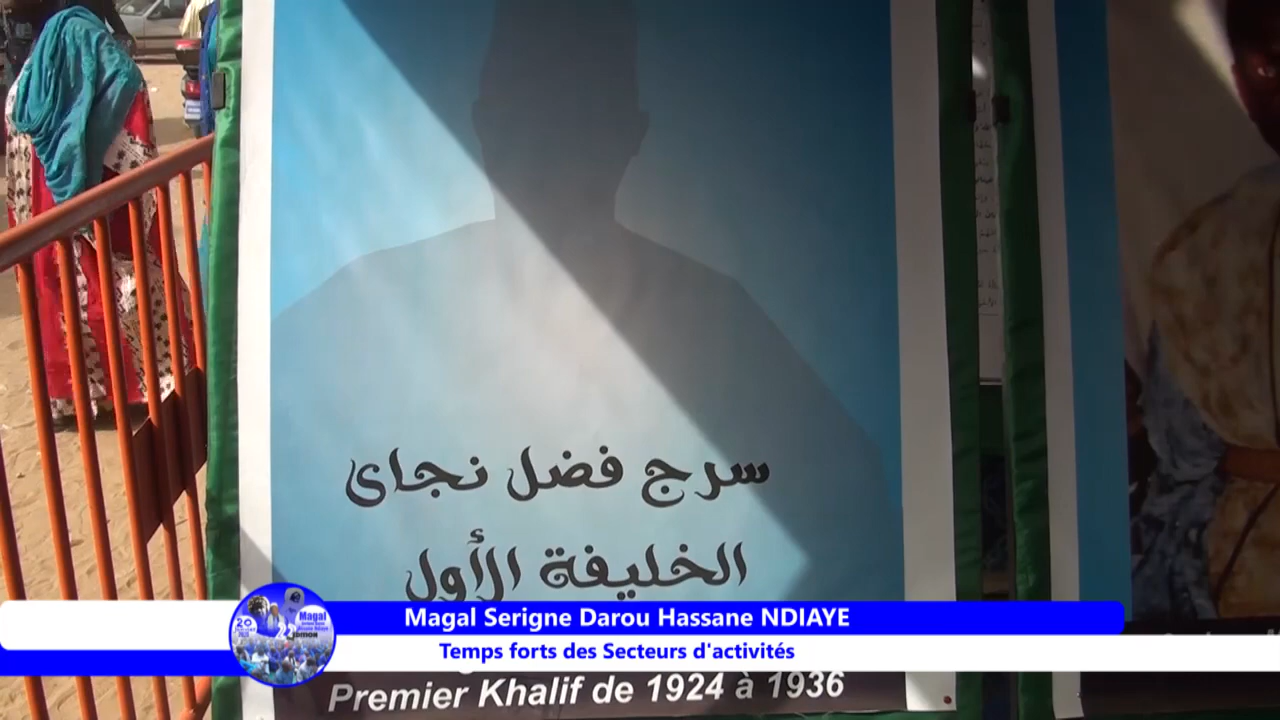 سرج فضل نجاى
الخليفة الأول
Magal Serigne Darou Hassane NDIAYE
Temps forts des Secteurs d'activités
Premier Khalif de 1924 à 1936
Magal